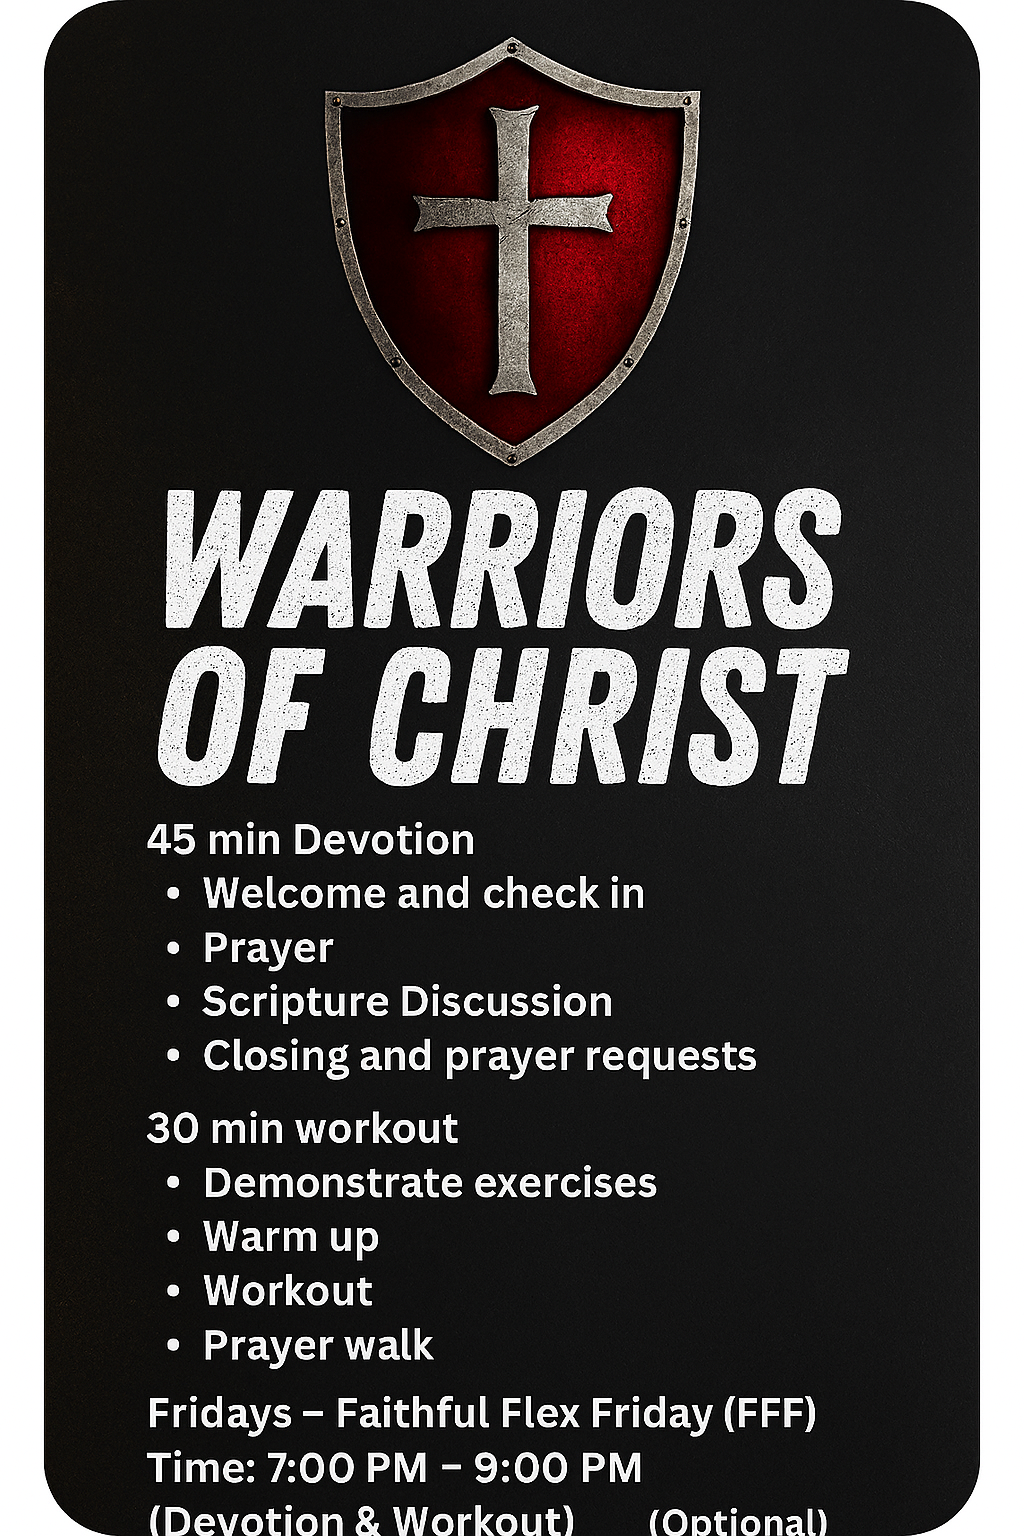 WARRIORS
OF CHRIST
45 min Devotion
• Welcome and check in
• Prayer
• Scripture Discussion
• Closing and prayer requests
30 min workout
• Demonstrate exercises
• Warm up
• Workout
• Prayer walk
Fridays – Faithful Flex Friday (FFF)
Time: 7:00 PM – 9:00 PM
(Devotion & Workout) (Optional)